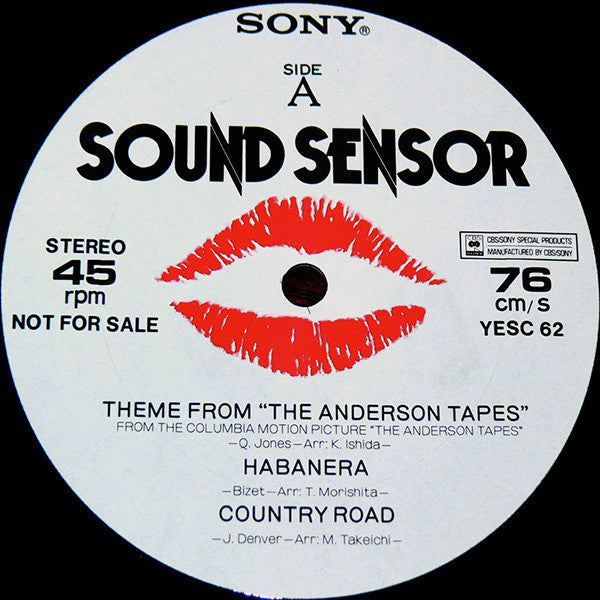 SONY®
SIDE
A
SOUND SENSOR
STEREO
45
rpm
NOT FOR SALE
CBS
CBS/SONY SPECIAL PRODUCTS
MANUFACTURED BY CBS/SONY
76
cm/s
YESC 62
THEME FROM “THE ANDERSON TAPES”
FROM THE COLUMBIA MOTION PICTURE “THE ANDERSON TAPES”
—Q. Jones—Arr: K. Ishida—
HABANERA
—Bizet—Arr: T. Morishita—
COUNTRY ROAD
—J. Denver—Arr: M. Takeichi—